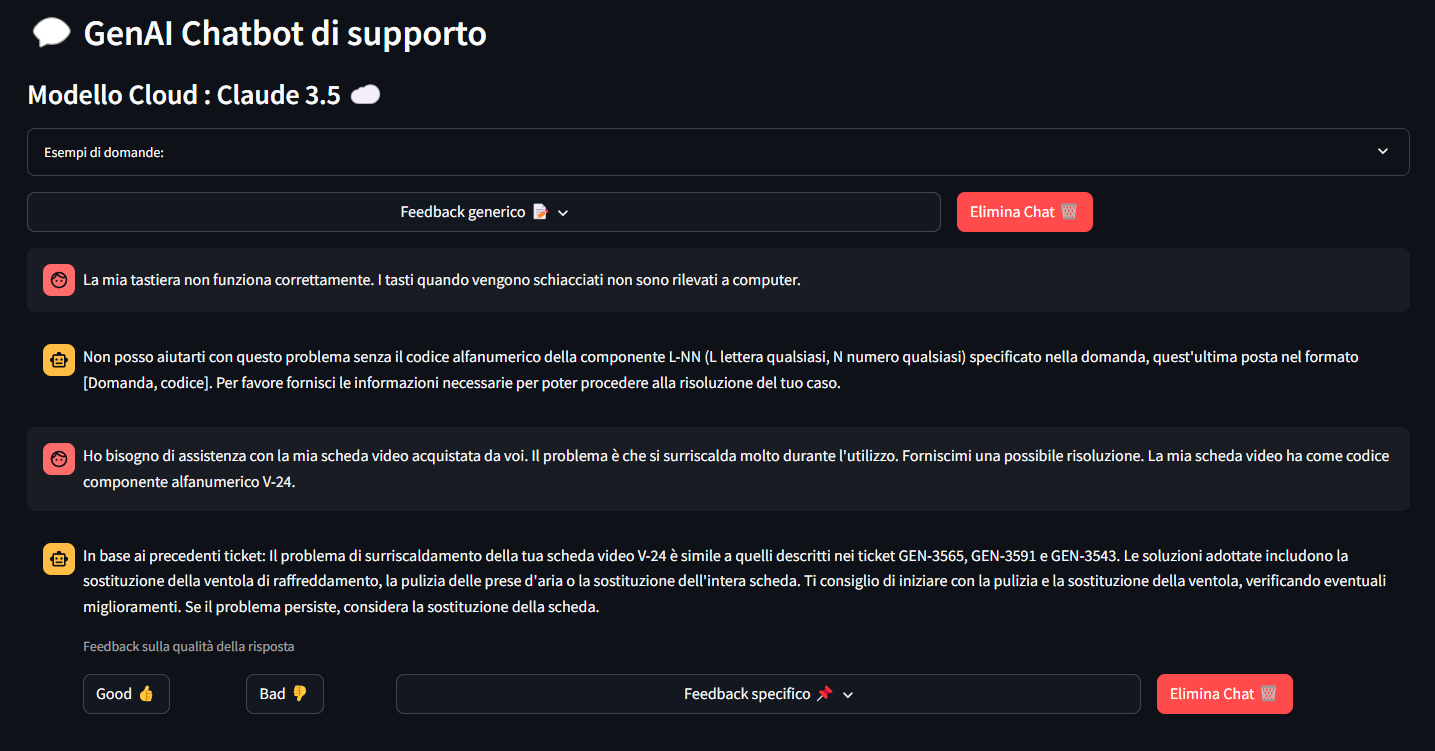 GenAI Chatbot di supporto
Modello Cloud : Claude 3.5
Esempi di domande:
Feedback generico
Elimina Chat
La mia tastiera non funziona correttamente. I tasti quando vengono schiacciati non sono rilevati a computer.
Non posso aiutarti con questo problema senza il codice alfanumerico della componente L-NN (L lettera qualsiasi, N numero qualsiasi) specificato nella domanda, quest'ultima posta nel formato
[Domanda, codice]. Per favore fornisci le informazioni necessarie per poter procedere alla risoluzione del tuo caso.
Ho bisogno di assistenza con la mia scheda video acquistata da voi. Il problema è che si surriscalda molto durante l'utilizzo. Forniscimi una possibile risoluzione. La mia scheda video ha come codice
componente alfanumerico V-24.
In base ai precedenti ticket: Il problema di surriscaldamento della tua scheda video V-24 è simile a quelli descritti nei ticket GEN-3565, GEN-3591 e GEN-3543. Le soluzioni adottate includono la
sostituzione della ventola di raffreddamento, la pulizia delle prese d'aria o la sostituzione dell'intera scheda. Ti consiglio di iniziare con la pulizia e la sostituzione della ventola, verificando eventuali
miglioramenti. Se il problema persiste, considera la sostituzione della scheda.
Feedback sulla qualità della risposta
Good
Bad
Feedback specifico
Elimina Chat